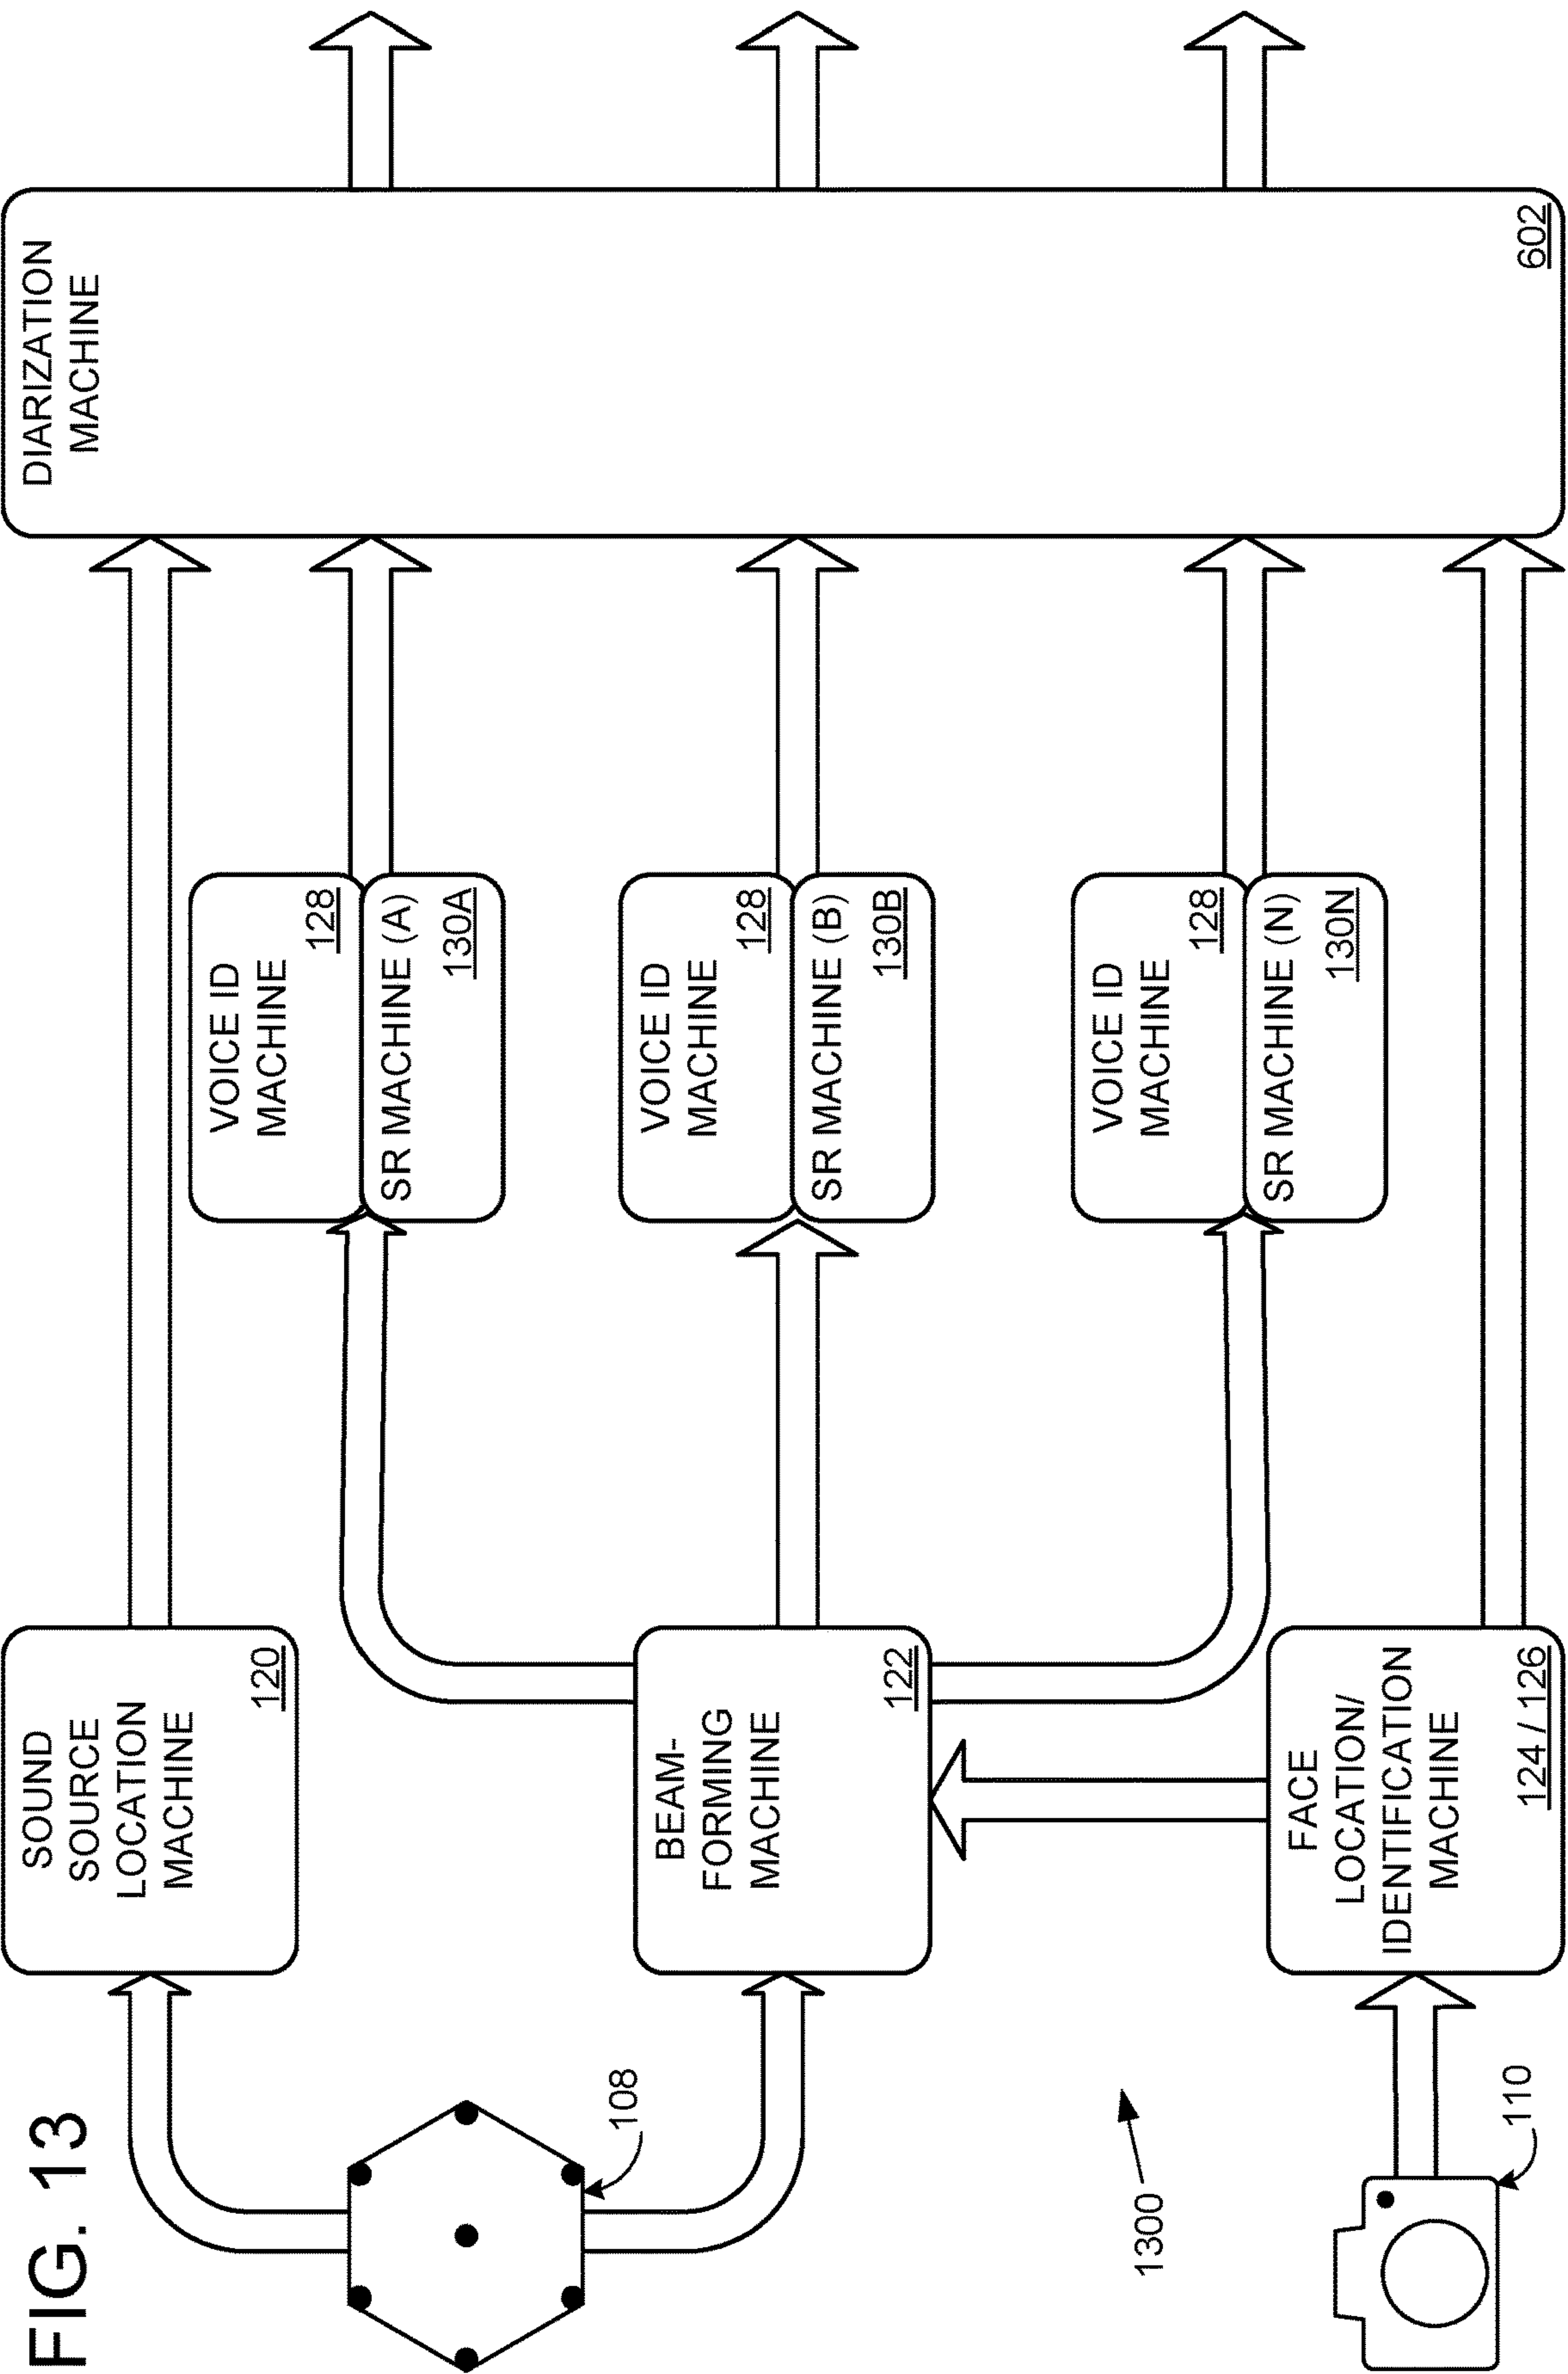 FIG. 13
108
1300
110
SOUND
SOURCE
LOCATION
MACHINE
120
BEAM-
FORMING
MACHINE
122
FACE
LOCATION/
IDENTIFICATION
MACHINE
124 / 126
VOICE ID
MACHINE
128
SR MACHINE (A)
130A
VOICE ID
MACHINE
128
SR MACHINE (B)
130B
VOICE ID
MACHINE
128
SR MACHINE (N)
130N
DIARIZATION
MACHINE
602